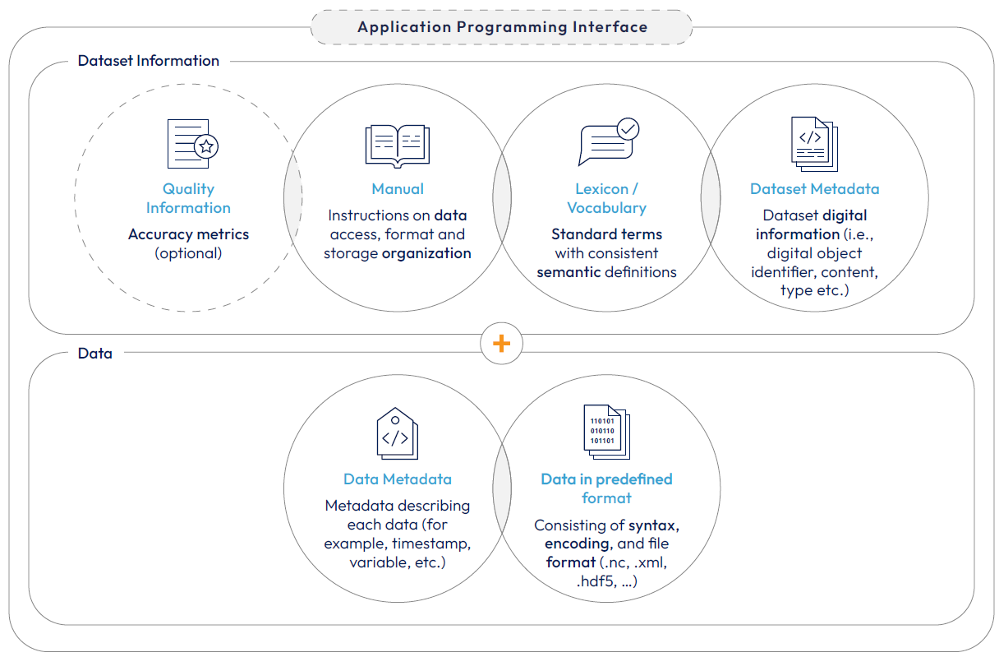 Application Programming Interface
Dataset Information
Quality
Information
Accuracy metrics
(optional)
Manual
Instructions on data
access, format and
storage organization
Lexicon /
Vocabulary
Standard terms
with consistent
semantic definitions
Dataset Metadata
Dataset digital
information (i.e.,
digital object
identifier, content,
type etc.)
Data
Data Metadata
Metadata describing
each data (for
example, timestamp,
variable, etc.)
110101
010110
101101
Data in predefined
format
Consisting of syntax,
encoding, and file
format (.nc, .xml,
.hdf5, ...)